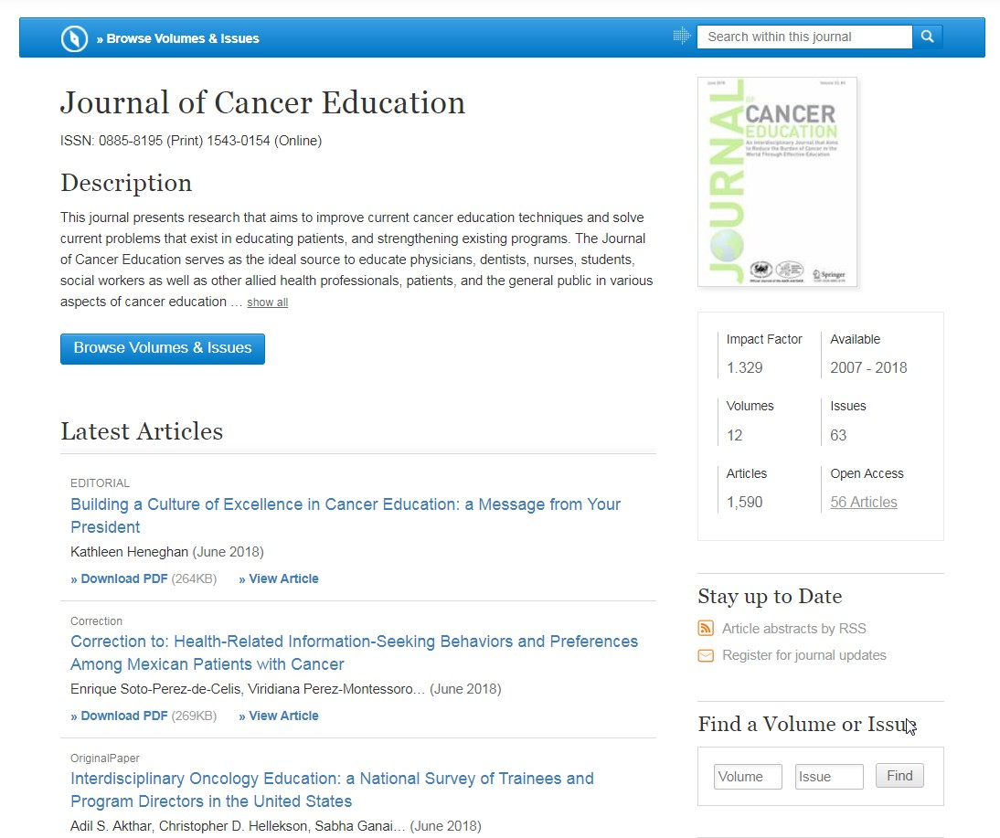 » Browse Volumes & Issues
Search within this journal
Journal of Cancer Education
ISSN: 0885-8195 (Print) 1543-0154 (Online)
Description
This journal presents research that aims to improve current cancer education techniques and solve
current problems that exist in educating patients, and strengthening existing programs. The Journal
of Cancer Education serves as the ideal source to educate physicians, dentists, nurses, students,
social workers as well as other allied health professionals, patients, and the general public in various
aspects of cancer education … show all
Browse Volumes & Issues
Latest Articles
EDITORIAL
Building a Culture of Excellence in Cancer Education: a Message from Your
President
Kathleen Heneghan (June 2018)
» Download PDF (264KB) » View Article
Correction
Correction to: Health-Related Information-Seeking Behaviors and Preferences
Among Mexican Patients with Cancer
Enrique Soto-Perez-de-Celis, Viridiana Perez-Montessoro… (June 2018)
» Download PDF (269KB) » View Article
OriginalPaper
Interdisciplinary Oncology Education: a National Survey of Trainees and
Program Directors in the United States
Adil S. Akthar, Christopher D. Hellekson, Sabha Ganai… (June 2018)
JOURNAL
OF
CANCER
EDUCATION
An Interdisciplinary Journal that Aims
to Reduce the Burden of Cancer in the
World Through Effective Education
Springer
Impact Factor Available
1.329 2007 - 2018
Volumes Issues
12 63
Articles Open Access
1,590 56 Articles
Stay up to Date
Article abstracts by RSS
Register for journal updates
Find a Volume or Issue
Volume Issue Find